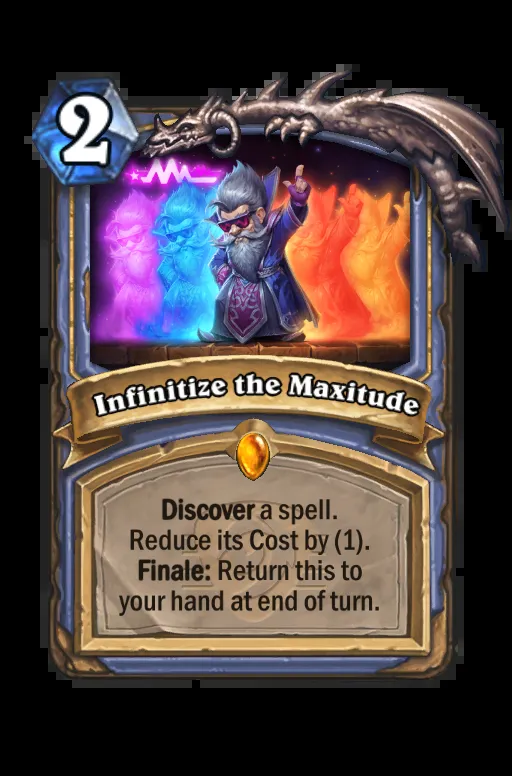 2
Infinitize the Maxitude
Discover a spell.
Reduce its Cost by (1).
Finale: Return this to
your hand at end of turn.